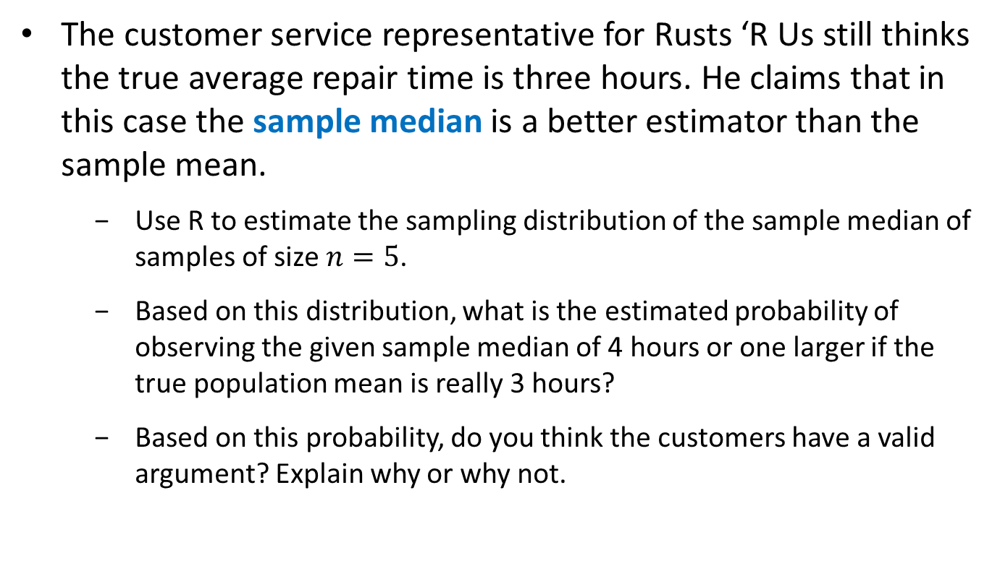 • The customer service representative for Rusts ‘R Us still thinks
the true average repair time is three hours. He claims that in
this case the sample median is a better estimator than the
sample mean.
– Use R to estimate the sampling distribution of the sample median of
samples of size n = 5.
– Based on this distribution, what is the estimated probability of
observing the given sample median of 4 hours or one larger if the
true population mean is really 3 hours?
– Based on this probability, do you think the customers have a valid
argument? Explain why or why not.